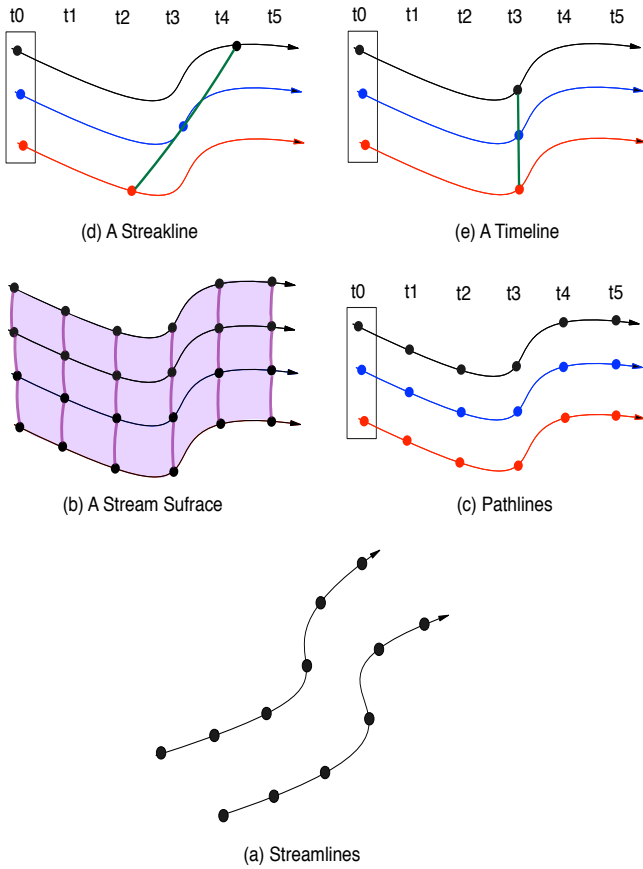 t0 t1 t2 t3 t4 t5
t0 t1 t2 t3 t4 t5
(d) A Streakline
(e) A Timeline
t0 t1 t2 t3 t4 t5
(b) A Stream Sufrace
(c) Pathlines
(a) Streamlines